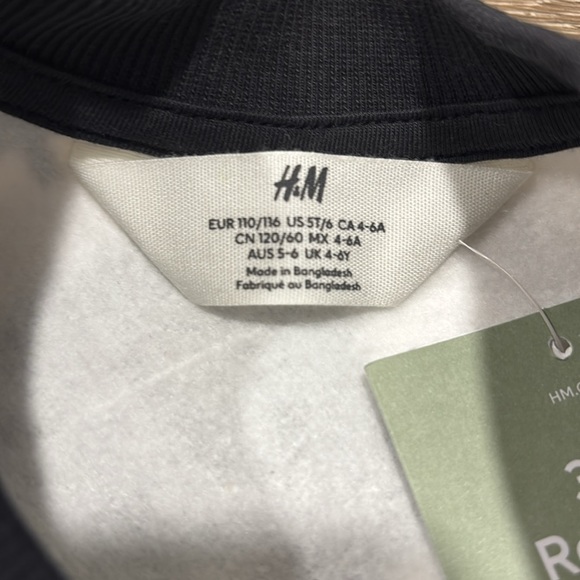 H&M
EUR 110/116 US 5T/6 CA 4-6A
CN 120/60 MX 4-6A
AUS 5-6 UK 4-6Y
Made in Bangladesh
Fabriqué au Bangladesh